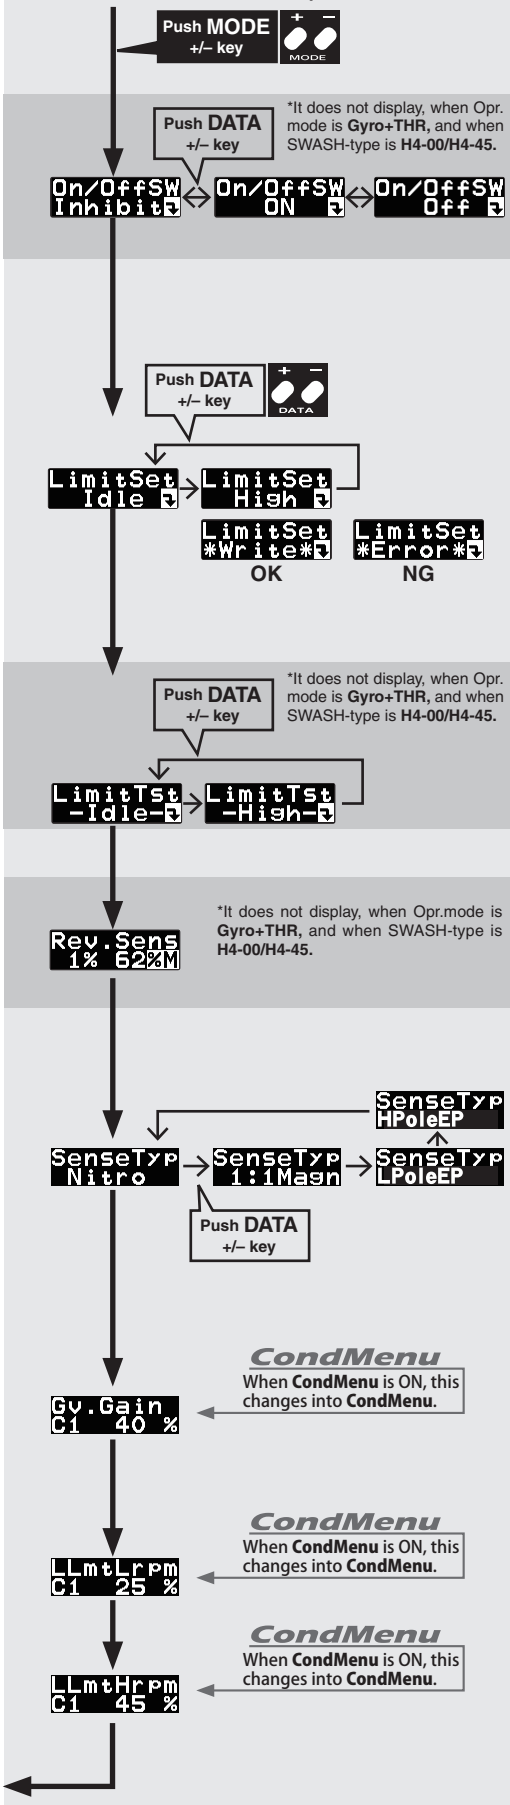 Push MODE
+/– key
+ –
MODE
*It does not display, when Opr.
mode is Gyro+THR, and when
SWASH-type is H4-00/H4-45.
Push DATA
+/– key
On/OffSW
Inhibit
On/OffSW
ON
On/OffSW
Off
Push DATA
+/– key
+ –
DATA
LimitSet
Idle
LimitSet
High
LimitSet
*Write*
OK
LimitSet
*Error*
NG
*It does not display, when Opr.
mode is Gyro+THR, and when
SWASH-type is H4-00/H4-45.
Push DATA
+/– key
LimitTst
-Idle-
LimitTst
-High-
*It does not display, when Opr.mode is
Gyro+THR, and when SWASH-type is
H4-00/H4-45.
Rev.Sens
1% 62%M
SenseTyp
HPoleEP
SenseTyp
Nitro
SenseTyp
1:1Magn
SenseTyp
LPoleEP
Push DATA
+/– key
CondMenu
When CondMenu is ON, this
changes into CondMenu.
Gv.Gain
C1 40 %
CondMenu
When CondMenu is ON, this
changes into CondMenu.
LLmtLrpm
C1 25 %
CondMenu
When CondMenu is ON, this
changes into CondMenu.
LLmtHrpm
C1 45 %